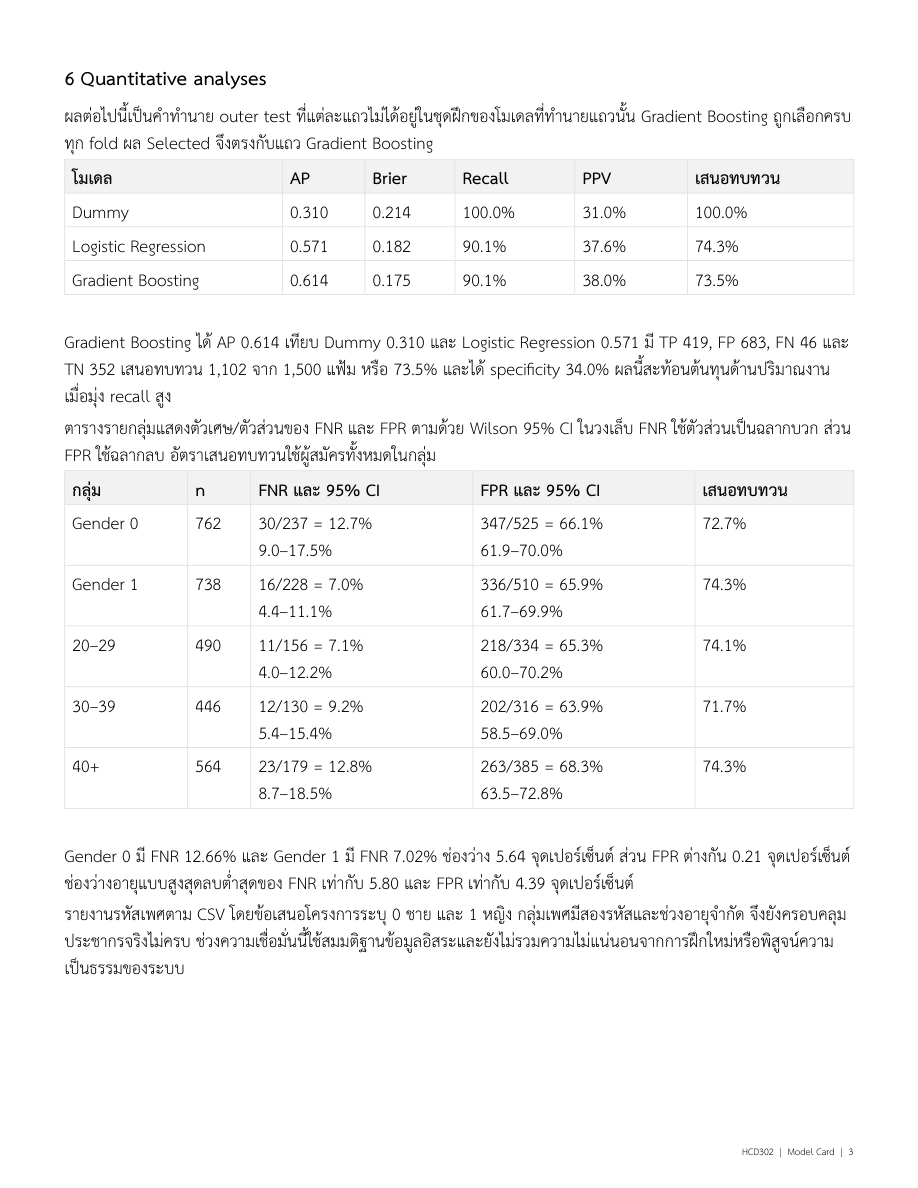 6 Quantitative analyses
ผลต่อไปนี้เป็นคำทำนาย outer test ที่แต่ละแถวไม่ได้อยู่ในชุดฝึกของโมเดลที่ทำนายแถวนั้น Gradient Boosting ถูกเลือกครบ
ทุก fold ผล Selected จึงตรงกับแถว Gradient Boosting
โมเดล AP Brier Recall PPV เสนอทบทวน
Dummy 0.310 0.214 100.0% 31.0% 100.0%
Logistic Regression 0.571 0.182 90.1% 37.6% 74.3%
Gradient Boosting 0.614 0.175 90.1% 38.0% 73.5%
Gradient Boosting ได้ AP 0.614 เทียบ Dummy 0.310 และ Logistic Regression 0.571 มี TP 419, FP 683, FN 46 และ
TN 352 เสนอทบทวน 1,102 จาก 1,500 แฟ้ม หรือ 73.5% และได้ specificity 34.0% ผลนี้สะท้อนต้นทุนด้านปริมาณงาน
เมื่อมุ่ง recall สูง
ตารางรายกลุ่มแสดงตัวเศษ/ตัวส่วนของ FNR และ FPR ตามด้วย Wilson 95% CI ในวงเล็บ FNR ใช้ตัวส่วนเป็นฉลากบวก ส่วน
FPR ใช้ฉลากลบ อัตราเสนอทบทวนใช้ผู้สมัครทั้งหมดในกลุ่ม
กลุ่ม n FNR และ 95% CI FPR และ 95% CI เสนอทบทวน
Gender 0 762 30/237 = 12.7% 347/525 = 66.1% 72.7%
9.0–17.5% 61.9–70.0%
Gender 1 738 16/228 = 7.0% 336/510 = 65.9% 74.3%
4.4–11.1% 61.7–69.9%
20–29 490 11/156 = 7.1% 218/334 = 65.3% 74.1%
4.0–12.2% 60.0–70.2%
30–39 446 12/130 = 9.2% 202/316 = 63.9% 71.7%
5.4–15.4% 58.5–69.0%
40+ 564 23/179 = 12.8% 263/385 = 68.3% 74.3%
8.7–18.5% 63.5–72.8%
Gender 0 มี FNR 12.66% และ Gender 1 มี FNR 7.02% ช่องว่าง 5.64 จุดเปอร์เซ็นต์ ส่วน FPR ต่างกัน 0.21 จุดเปอร์เซ็นต์
ช่องว่างอายุแบบสูงสุดลบต่ำสุดของ FNR เท่ากับ 5.80 และ FPR เท่ากับ 4.39 จุดเปอร์เซ็นต์
รายงานรหัสเพศตาม CSV โดยข้อเสนอโครงการระบุ 0 ชาย และ 1 หญิง กลุ่มเพศมีสองรหัสและช่วงอายุจำกัด จึงยังครอบคลุม
ประชากรจริงไม่ครบ ช่วงความเชื่อมั่นนี้ใช้สมมติฐานข้อมูลอิสระและยังไม่รวมความไม่แน่นอนจากการฝึกใหม่หรือพิสูจน์ความ
เป็นธรรมของระบบ
HCD302 | Model Card | 3